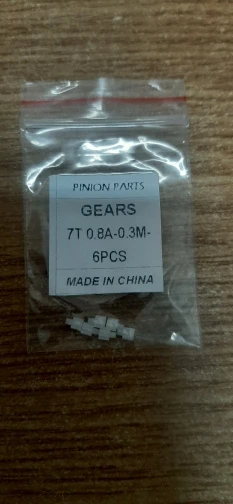 PINION PARTS
GEARS
7T 0.8A-0.3M-
6PCS
MADE IN CHINA